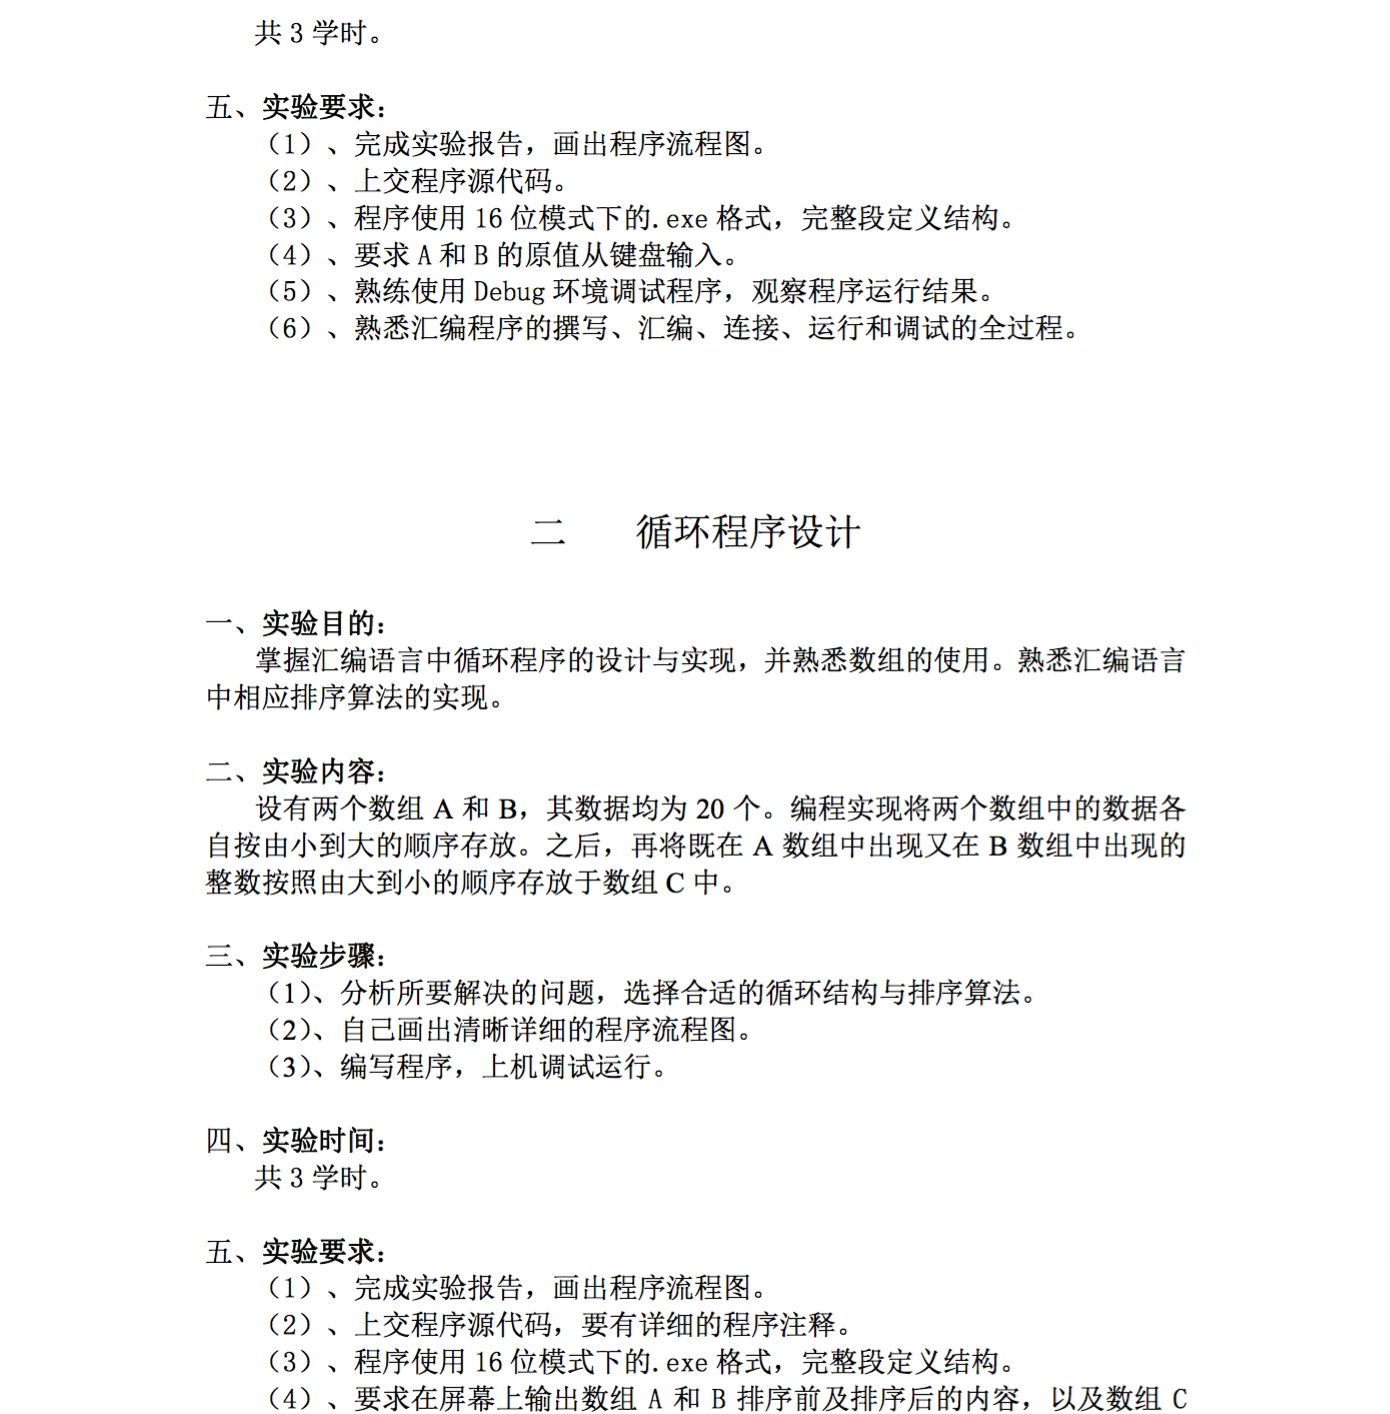 共 3 学时。
五、实验要求：
（1）、完成实验报告，画出程序流程图。
（2）、上交程序源代码。
（3）、程序使用 16 位模式下的.exe 格式，完整段定义结构。
（4）、要求 A 和 B 的原值从键盘输入。
（5）、熟练使用 Debug 环境调试程序，观察程序运行结果。
（6）、熟悉汇编程序的撰写、汇编、连接、运行和调试的全过程。
二 循环程序设计
一、实验目的：
掌握汇编语言中循环程序的设计与实现，并熟悉数组的使用。熟悉汇编语言
中相应排序算法的实现。
二、实验内容：
设有两个数组 A 和 B，其数据均为 20 个。编程实现将两个数组中的数据各
自按由小到大的顺序存放。之后，再将既在 A 数组中出现又在 B 数组中出现的
整数按照由大到小的顺序存放于数组 C 中。
三、实验步骤：
（1）、分析所要解决的问题，选择合适的循环结构与排序算法。
（2）、自己画出清晰详细的程序流程图。
（3）、编写程序，上机调试运行。
四、实验时间：
共 3 学时。
五、实验要求：
（1）、完成实验报告，画出程序流程图。
（2）、上交程序源代码，要有详细的程序注释。
（3）、程序使用 16 位模式下的.exe 格式，完整段定义结构。
（4）、要求在屏幕上输出数组 A 和 B 排序前及排序后的内容，以及数组 C